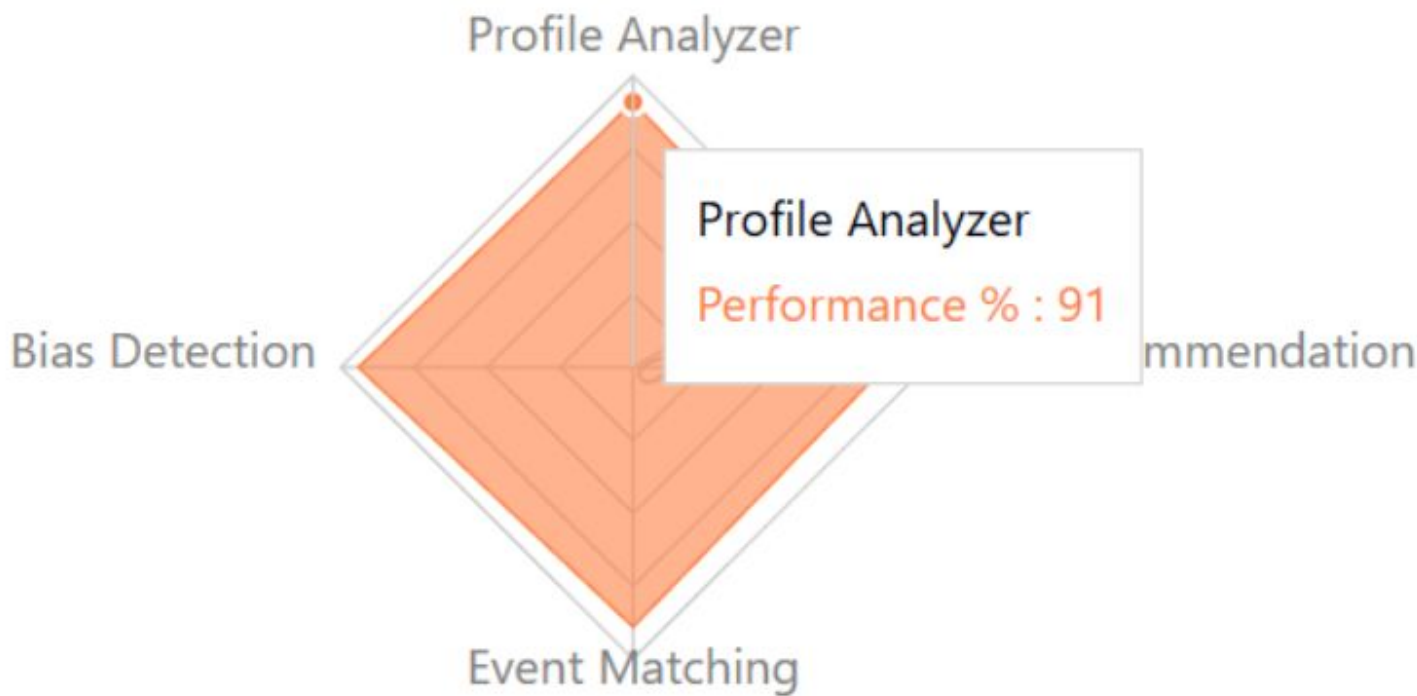 Profile Analyzer
Profile Analyzer
Performance % : 91
Bias Detection
mmendation
Event Matching